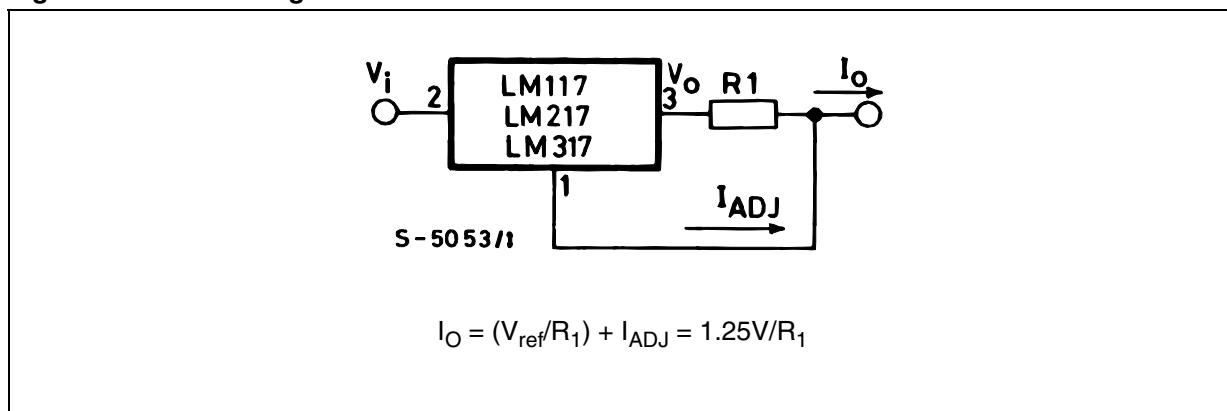 Vi
2
LM117
LM217
LM317
Vo
3
R1
Io
1
IADJ
S-5053/1
IO = (Vref/R1) + IADJ = 1.25V/R1